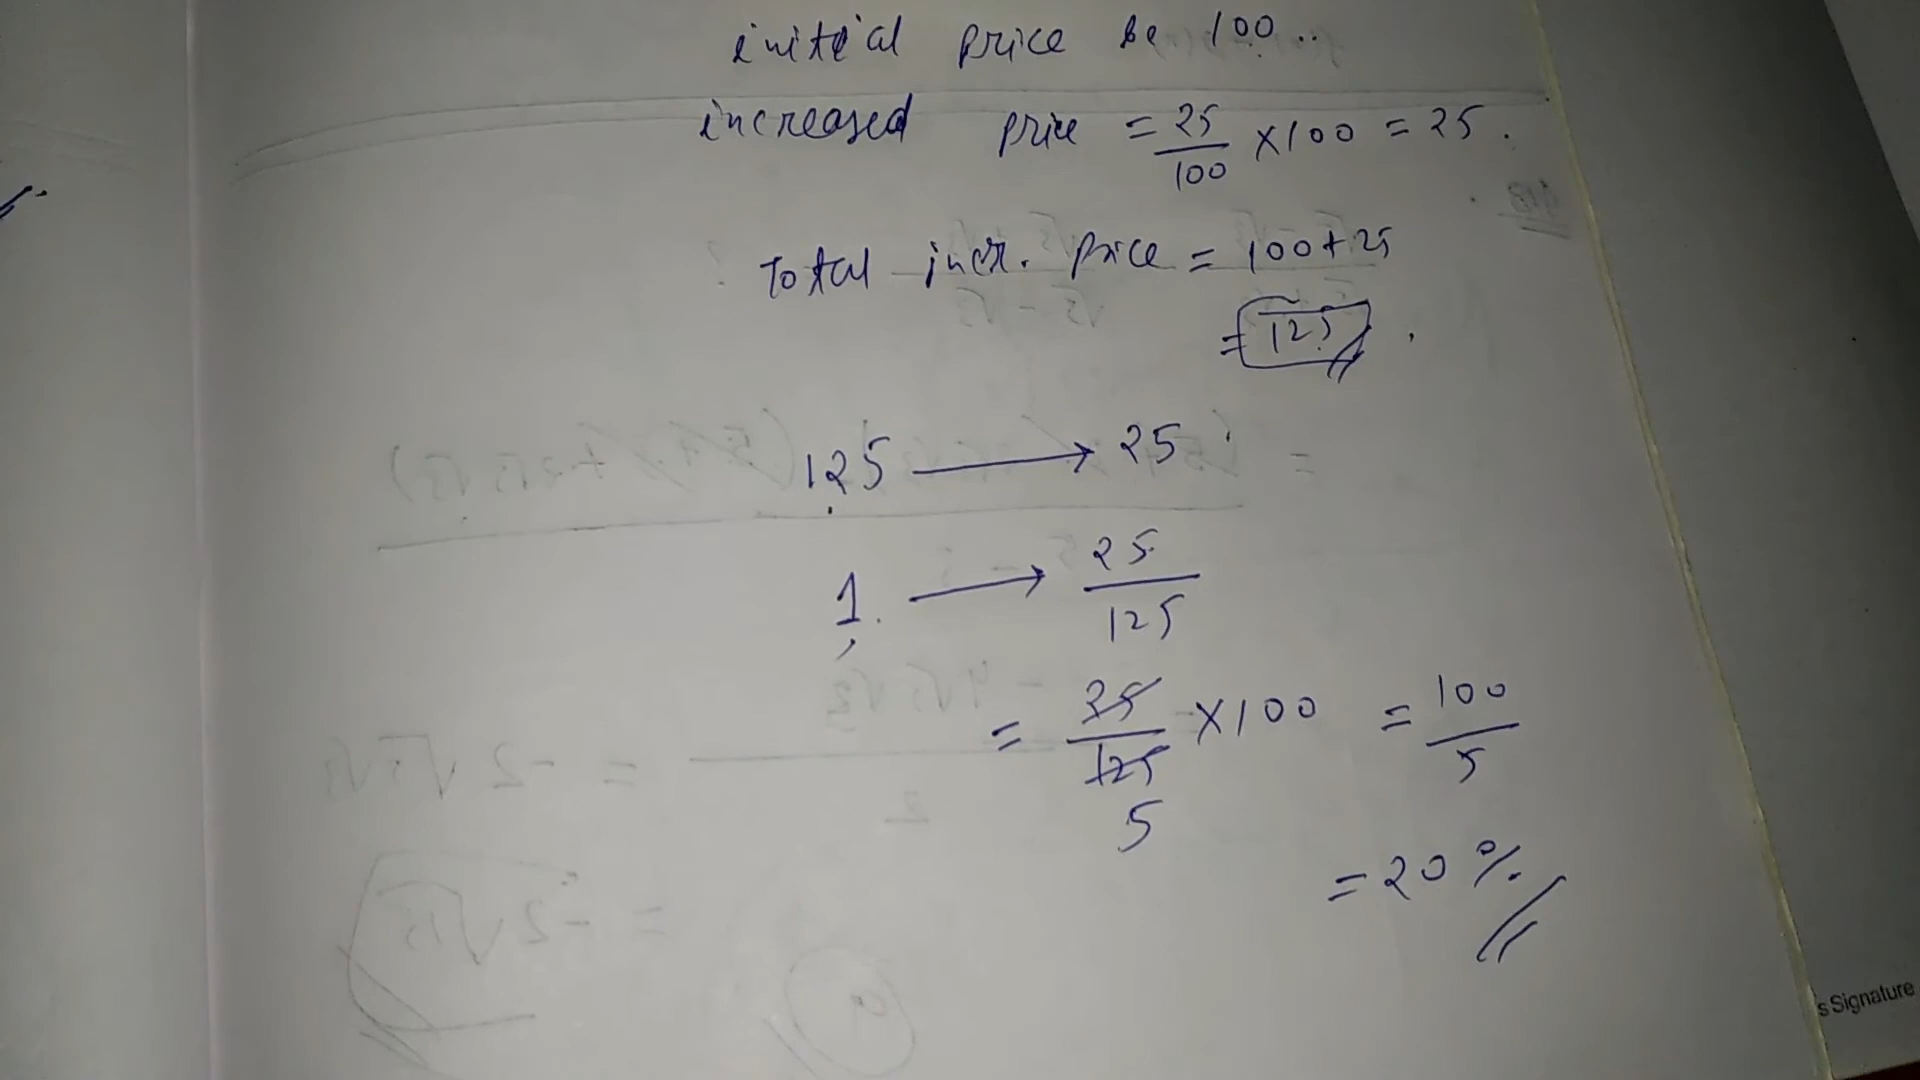 initial price be 100..
increased price = 25/100 × 100 = 25.
Total incr. price = 100 + 25
= 125
125 → 25
1. → 25/125
= 25/125 × 100 = 100/5
5
= 20 %
s Signature